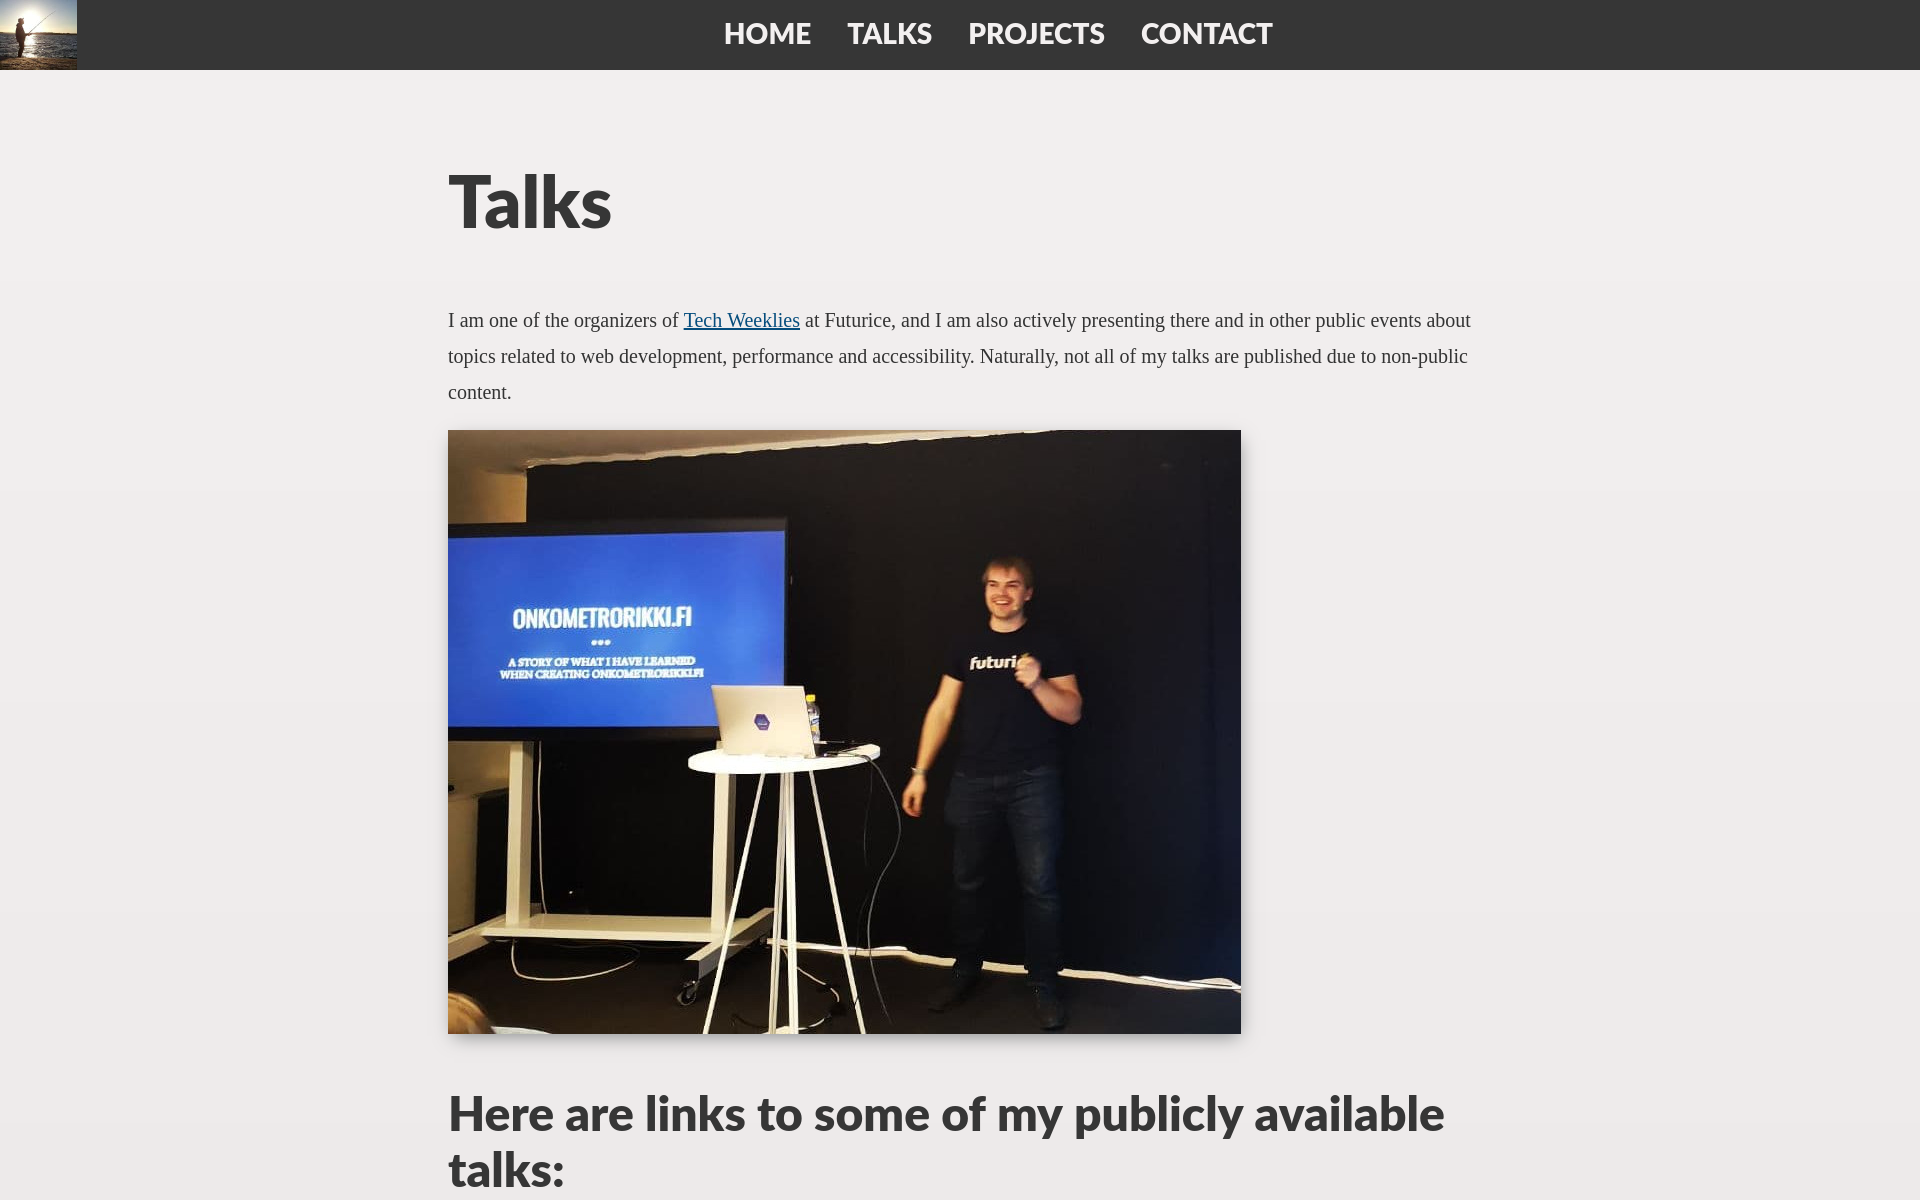 HOME TALKS PROJECTS CONTACT
Talks
I am one of the organizers of Tech Weeklies at Futurice, and I am also actively presenting there and in other public events about
topics related to web development, performance and accessibility. Naturally, not all of my talks are published due to non-public
content.
ONKOMETRORIKKI.FI
A STORY OF WHAT I HAVE LEARNED
WHEN CREATING ONKOMETRORIKKI.FI
futuri
Here are links to some of my publicly available
talks: